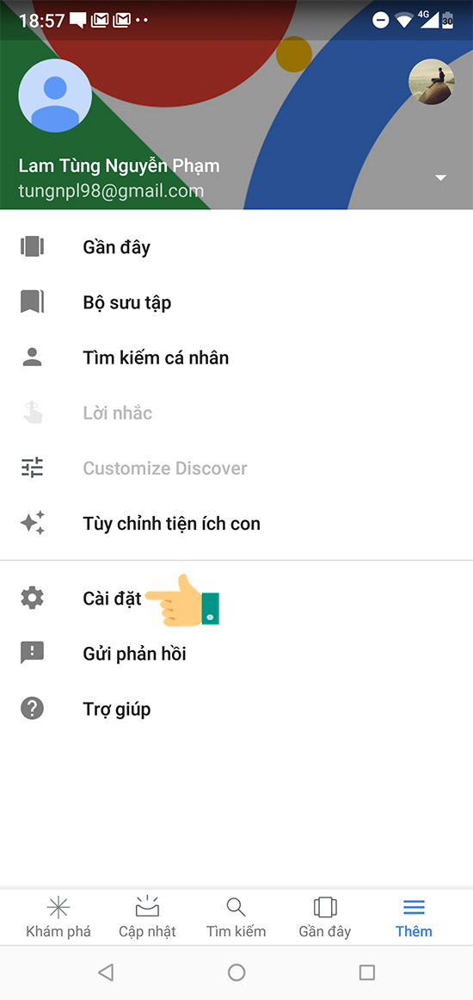 18:57
4G
30
Lam Tùng Nguyễn Phạm
tungnpl98@gmail.com
Gần đây
Bộ sưu tập
Tìm kiếm cá nhân
Lời nhắc
Customize Discover
Tùy chỉnh tiện ích con
Cài đặt
Gửi phản hồi
Trợ giúp
Khám phá
Cập nhật
Tìm kiếm
Gần đây
Thêm